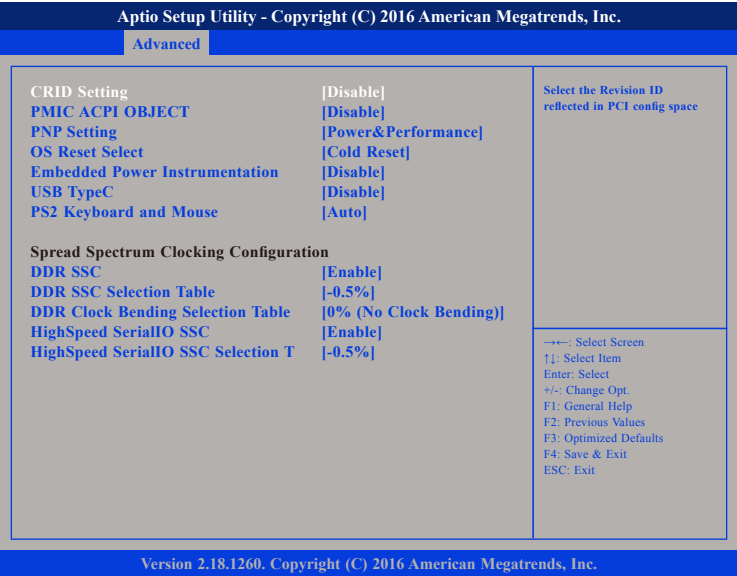 Aptio Setup Utility - Copyright (C) 2016 American Megatrends, Inc.
Advanced
CRID Setting [Disable]
PMIC ACPI OBJECT [Disable]
PNP Setting [Power&Performance]
OS Reset Select [Cold Reset]
Embedded Power Instrumentation [Disable]
USB TypeC [Disable]
PS2 Keyboard and Mouse [Auto]
Spread Spectrum Clocking Configuration
DDR SSC [Enable]
DDR SSC Selection Table [-0.5%]
DDR Clock Bending Selection Table [0% (No Clock Bending)]
HighSpeed SerialIO SSC [Enable]
HighSpeed SerialIO SSC Selection T [-0.5%]
Select the Revision ID
reflected in PCI config space
→←: Select Screen
↑↓: Select Item
Enter: Select
+/-: Change Opt.
F1: General Help
F2: Previous Values
F3: Optimized Defaults
F4: Save & Exit
ESC: Exit
Version 2.18.1260. Copyright (C) 2016 American Megatrends, Inc.